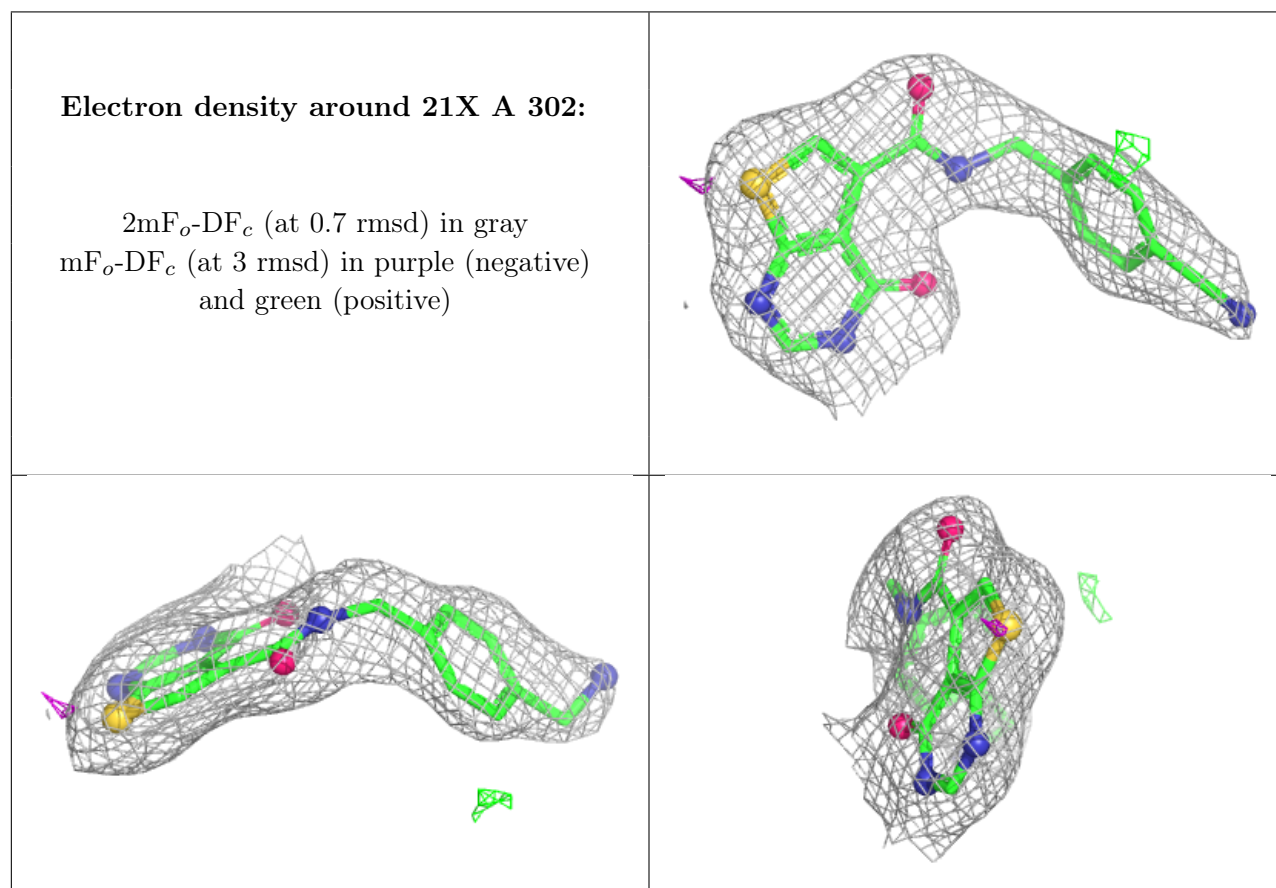 Electron density around 21X A 302:
2mFo-DFc (at 0.7 rmsd) in gray
mFo-DFc (at 3 rmsd) in purple (negative)
and green (positive)